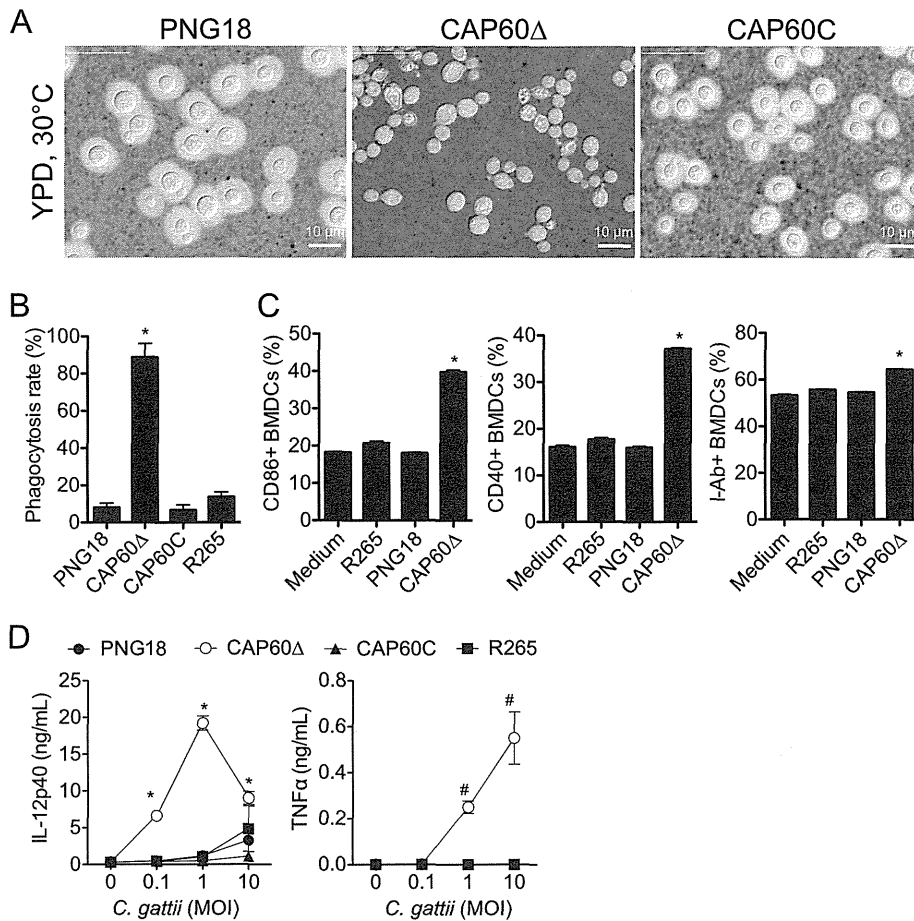 A
PNG18
CAP60Δ
CAP60C
YPD, 30°C
10 µm
10 µm
10 µm
B
Phagocytosis rate (%)
100
80
60
40
20
0
*
PNG18
CAP60Δ
CAP60C
R265
C
CD86+ BMDCs (%)
50
40
30
20
10
0
*
Medium
R265
PNG18
CAP60Δ
CD40+ BMDCs (%)
40
30
20
10
0
*
Medium
R265
PNG18
CAP60Δ
I-Ab+ BMDCs (%)
80
60
40
20
0
*
Medium
R265
PNG18
CAP60Δ
D
PNG18
CAP60Δ
CAP60C
R265
IL-12p40 (ng/mL)
25
20
15
10
5
0
*
*
*
0 0.1 1 10
C. gattii (MOI)
TNFα (ng/mL)
0.8
0.6
0.4
0.2
0.0
#
#
0 0.1 1 10
C. gattii (MOI)